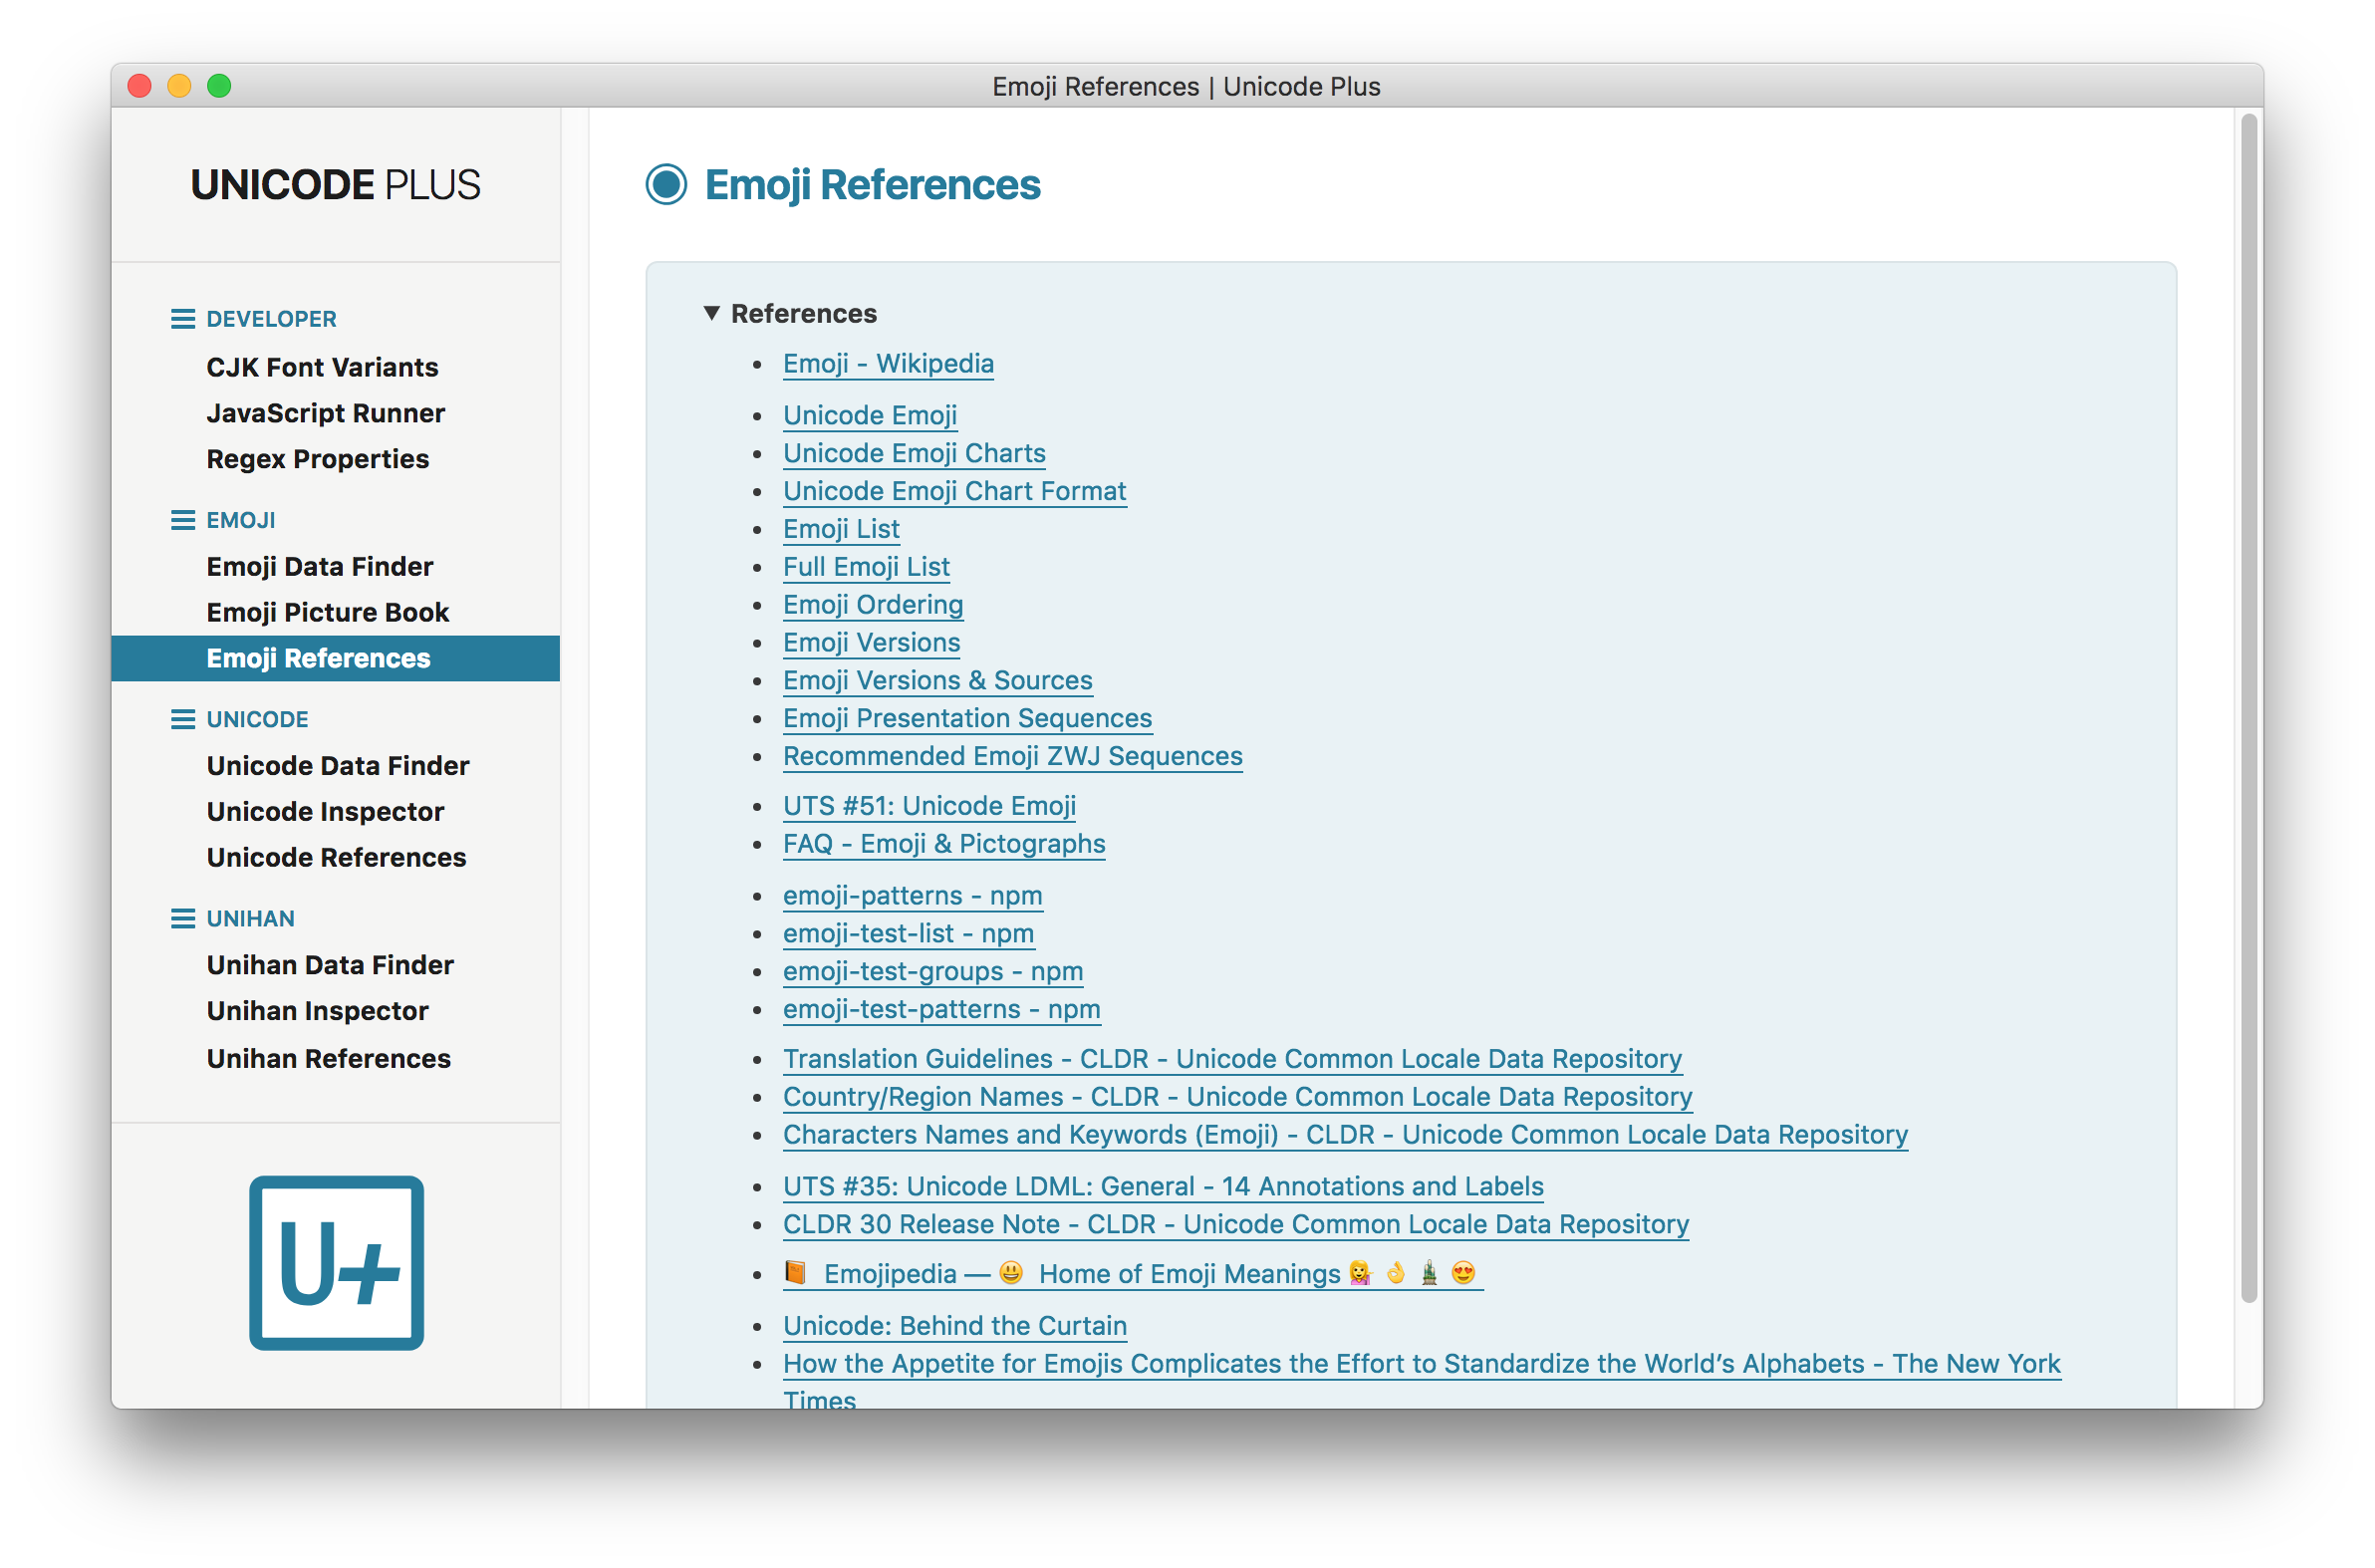 Emoji References | Unicode Plus
UNICODE PLUS
DEVELOPER
CJK Font Variants
JavaScript Runner
Regex Properties
EMOJI
Emoji Data Finder
Emoji Picture Book
Emoji References
UNICODE
Unicode Data Finder
Unicode Inspector
Unicode References
UNIHAN
Unihan Data Finder
Unihan Inspector
Unihan References
U+
Emoji References
▼ References
• Emoji - Wikipedia
• Unicode Emoji
• Unicode Emoji Charts
• Unicode Emoji Chart Format
• Emoji List
• Full Emoji List
• Emoji Ordering
• Emoji Versions
• Emoji Versions & Sources
• Emoji Presentation Sequences
• Recommended Emoji ZWJ Sequences
• UTS #51: Unicode Emoji
• FAQ - Emoji & Pictographs
• emoji-patterns - npm
• emoji-test-list - npm
• emoji-test-groups - npm
• emoji-test-patterns - npm
• Translation Guidelines - CLDR - Unicode Common Locale Data Repository
• Country/Region Names - CLDR - Unicode Common Locale Data Repository
• Characters Names and Keywords (Emoji) - CLDR - Unicode Common Locale Data Repository
• UTS #35: Unicode LDML: General - 14 Annotations and Labels
• CLDR 30 Release Note - CLDR - Unicode Common Locale Data Repository
• 📙 Emojipedia — 😃 Home of Emoji Meanings 💁 👌 🎍 😍
• Unicode: Behind the Curtain
• How the Appetite for Emojis Complicates the Effort to Standardize the World’s Alphabets - The New York
Times